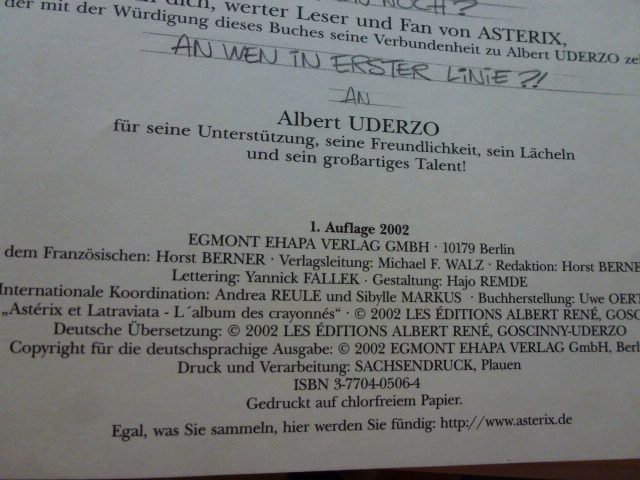 NOCH?
dich, werter Leser und Fan von ASTERIX,
der mit der Würdigung dieses Buches seine Verbundenheit zu Albert UDERZO
AN WEN IN ERSTER LINIE?!
AN
Albert UDERZO
für seine Unterstützung, seine Freundlichkeit, sein Lächeln
und sein großartiges Talent!
1. Auflage 2002
EGMONT EHAPA VERLAG GMBH · 10179 Berlin
dem Französischen: Horst BERNER · Verlagsleitung: Michael F. WALZ · Redaktion: Horst BERNE
Lettering: Yannick FALLEK · Gestaltung: Hajo REMDE
Internationale Koordination: Andrea REULE und Sibylle MARKUS · Buchherstellung: Uwe OERT
„Astérix et Latraviata - L´album des crayonnés“ · © 2002 LES ÉDITIONS ALBERT RENÉ, GOSC
Deutsche Übersetzung: © 2002 LES ÉDITIONS ALBERT RENÉ, GOSCINNY-UDERZO
Copyright für die deutschsprachige Ausgabe: © 2002 EGMONT EHAPA VERLAG GmbH, Berl
Druck und Verarbeitung: SACHSENDRUCK, Plauen
ISBN 3-7704-0506-4
Gedruckt auf chlorfreiem Papier.
Egal, was Sie sammeln, hier werden Sie fündig: http://www.asterix.de